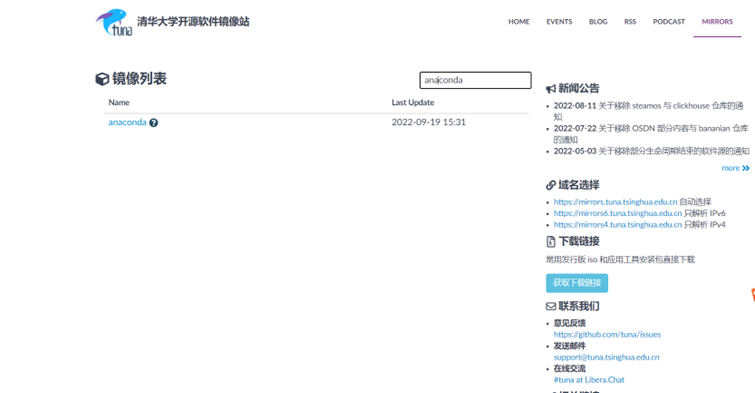 tuna 清华大学开源软件镜像站
HOME EVENTS BLOG RSS PODCAST MIRRORS
镜像列表
anaconda
Name Last Update
anaconda 2022-09-19 15:31
新闻公告
2022-08-11 关于移除 steamos 与 clickhouse 仓库的通
知
2022-07-22 关于移除 OSDN 部分内容与 bananian 仓库
的通知
2022-05-03 关于移除部分生命周期结束的软件源的通知
more
域名选择
https://mirrors.tuna.tsinghua.edu.cn 自动选择
https://mirrors6.tuna.tsinghua.edu.cn 只解析 IPv6
https://mirrors4.tuna.tsinghua.edu.cn 只解析 IPv4
下载链接
常用发行版 iso 和应用工具安装包直接下载
获取下载链接
联系我们
意见反馈
https://github.com/tuna/issues
发送邮件
support@tuna.tsinghua.edu.cn
在线交流
#tuna at Libera.Chat